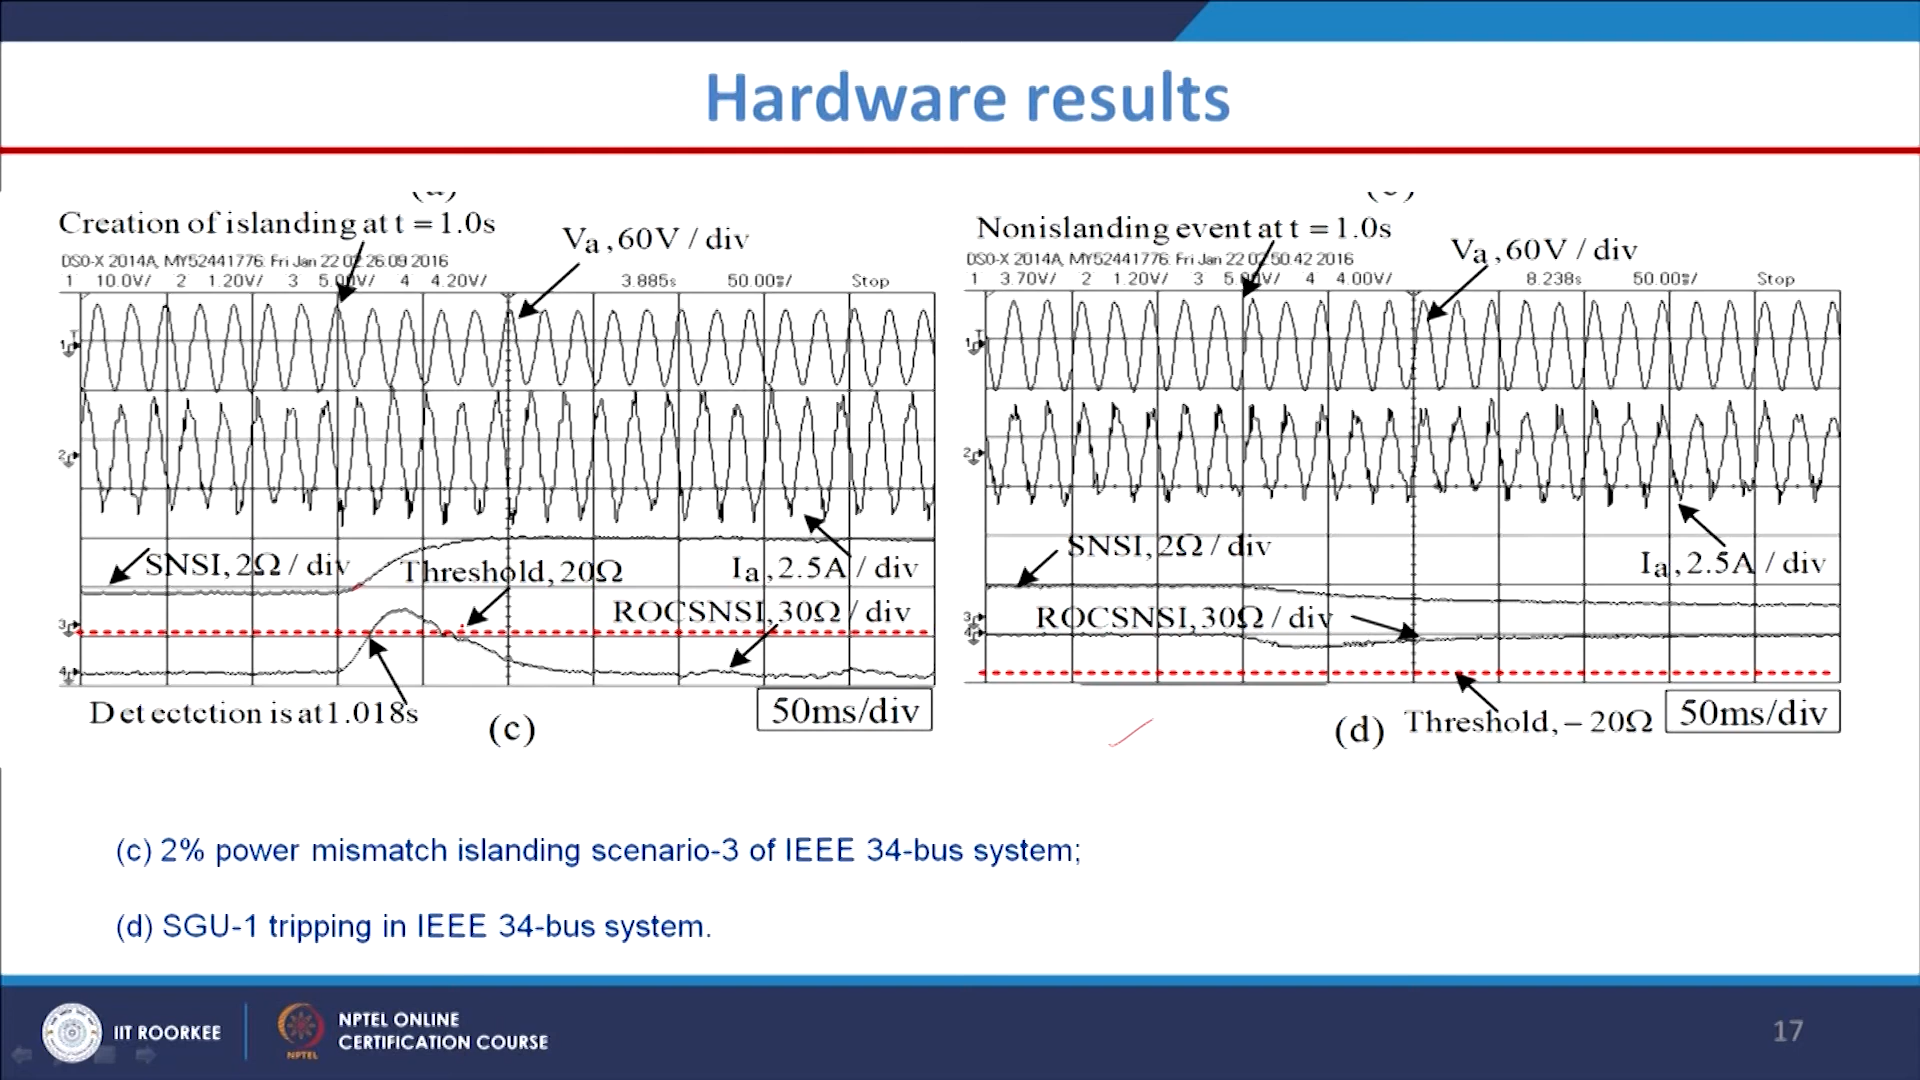 Hardware results
Creation of islanding at t = 1.0s
Va , 60V / div
DSO-X 2014A, MY52441776: Fri Jan 22 02 26:09 2016
1 10.0V/ 2 1.20V/ 3 5.00V/ 4 4.20V/ 3.885s 50.00ms/ Stop
SNSI, 2Ω / div
Threshold, 20Ω
Ia , 2.5A / div
ROCSNSI, 30Ω / div
Detectction is at 1.018s
(c)
50ms/div
Nonislanding event at t = 1.0s
Va , 60V / div
DSO-X 2014A, MY52441776: Fri Jan 22 02 50:42 2016
1 3.70V/ 2 1.20V/ 3 4 4.00V/ 8.238s 50.00ms/ Stop
SNSI, 2Ω / div
Ia , 2.5A / div
ROCSNSI, 30Ω / div
(d)
Threshold, – 20Ω
50ms/div
(c) 2% power mismatch islanding scenario-3 of IEEE 34-bus system;
(d) SGU-1 tripping in IEEE 34-bus system.
IIT ROORKEE
NPTEL
NPTEL ONLINE
CERTIFICATION COURSE
17